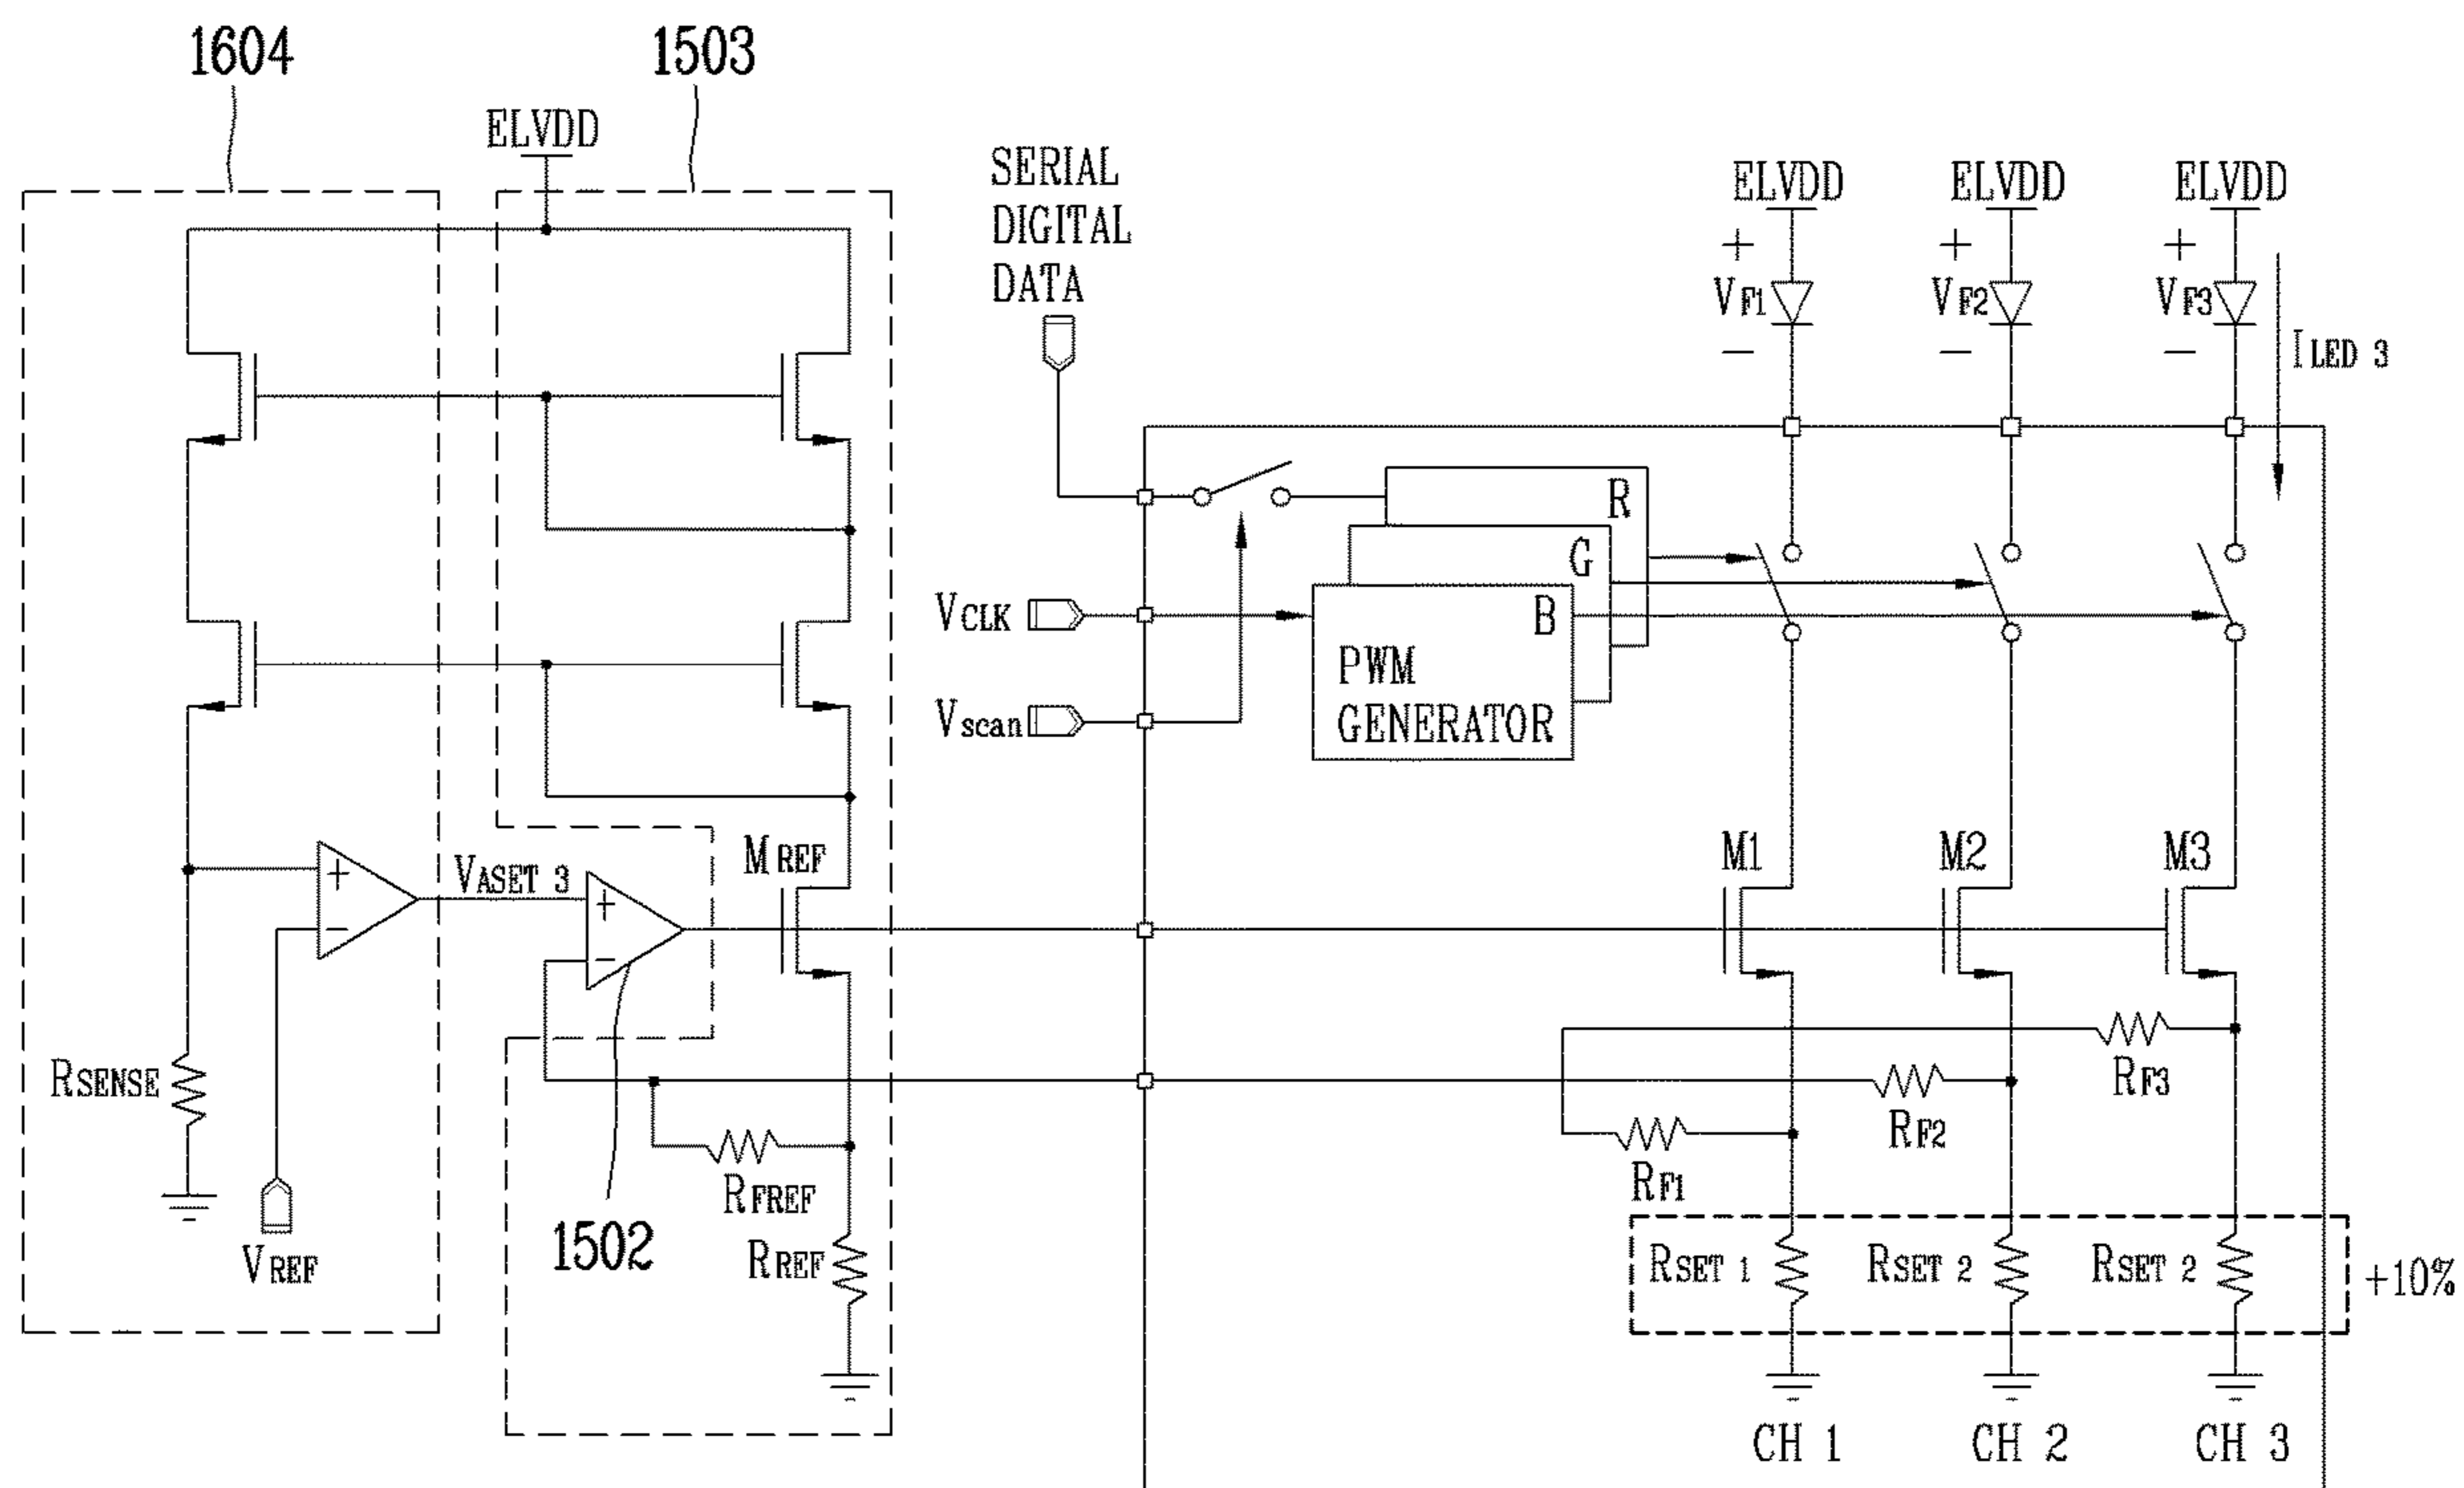 1604
1503
ELVDD
SERIAL
DIGITAL
DATA
ELVDD
ELVDD
ELVDD
+
+
+
VF1
VF2
VF3
−
−
−
ILED 3
R
G
B
VCLK
PWM
GENERATOR
Vscan
MREF
M1
M2
M3
+
−
VASET 3
+
−
RSENSE
RF3
RF2
RFREF
RF1
1502
VREF
RREF
RSET 1
RSET 2
RSET 2
+10%
CH 1
CH 2
CH 3